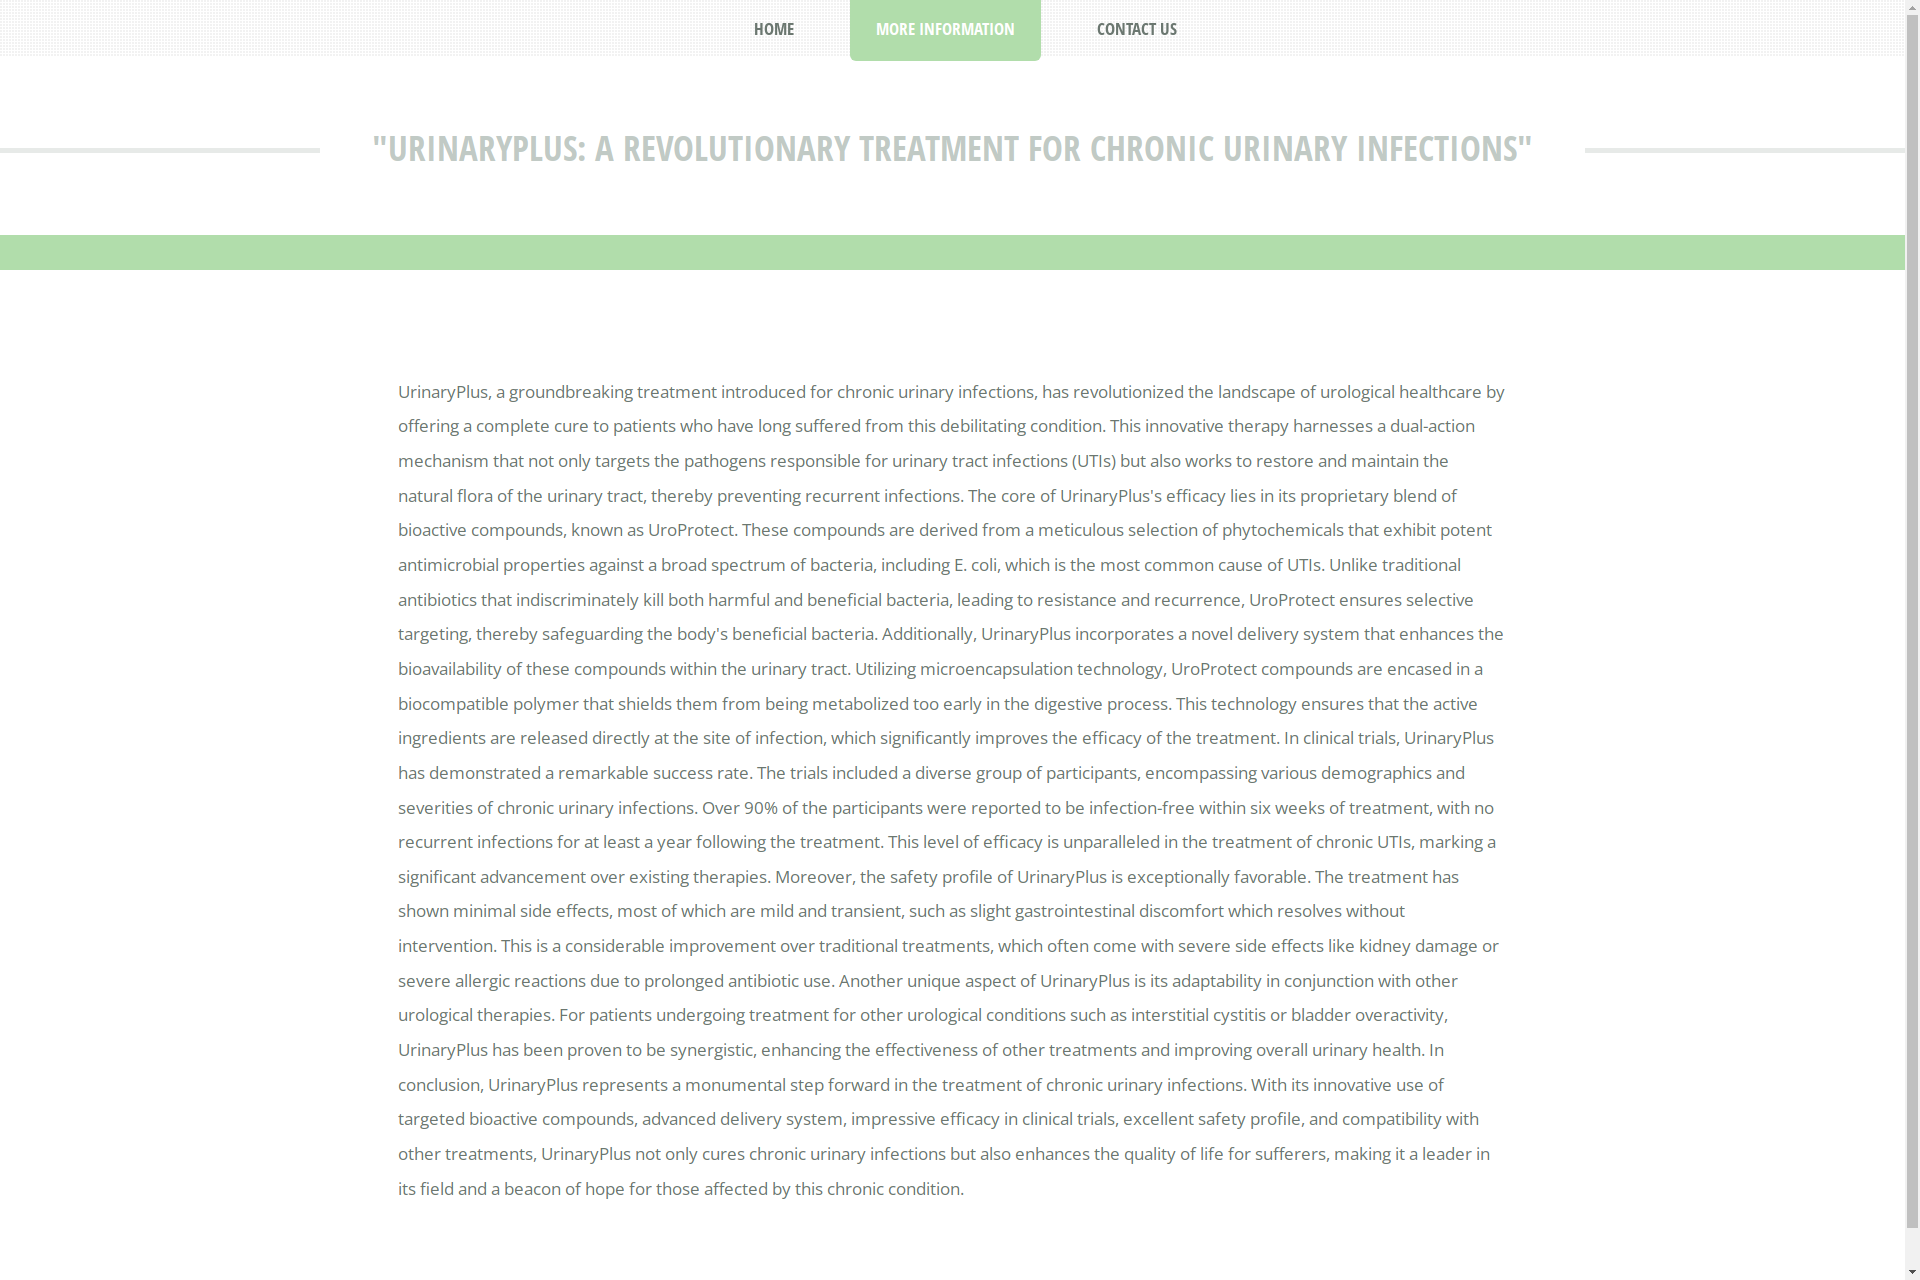 HOME
MORE INFORMATION
CONTACT US
"URINARYPLUS: A REVOLUTIONARY TREATMENT FOR CHRONIC URINARY INFECTIONS"
UrinaryPlus, a groundbreaking treatment introduced for chronic urinary infections, has revolutionized the landscape of urological healthcare by
offering a complete cure to patients who have long suffered from this debilitating condition. This innovative therapy harnesses a dual-action
mechanism that not only targets the pathogens responsible for urinary tract infections (UTIs) but also works to restore and maintain the
natural flora of the urinary tract, thereby preventing recurrent infections. The core of UrinaryPlus's efficacy lies in its proprietary blend of
bioactive compounds, known as UroProtect. These compounds are derived from a meticulous selection of phytochemicals that exhibit potent
antimicrobial properties against a broad spectrum of bacteria, including E. coli, which is the most common cause of UTIs. Unlike traditional
antibiotics that indiscriminately kill both harmful and beneficial bacteria, leading to resistance and recurrence, UroProtect ensures selective
targeting, thereby safeguarding the body's beneficial bacteria. Additionally, UrinaryPlus incorporates a novel delivery system that enhances the
bioavailability of these compounds within the urinary tract. Utilizing microencapsulation technology, UroProtect compounds are encased in a
biocompatible polymer that shields them from being metabolized too early in the digestive process. This technology ensures that the active
ingredients are released directly at the site of infection, which significantly improves the efficacy of the treatment. In clinical trials, UrinaryPlus
has demonstrated a remarkable success rate. The trials included a diverse group of participants, encompassing various demographics and
severities of chronic urinary infections. Over 90% of the participants were reported to be infection-free within six weeks of treatment, with no
recurrent infections for at least a year following the treatment. This level of efficacy is unparalleled in the treatment of chronic UTIs, marking a
significant advancement over existing therapies. Moreover, the safety profile of UrinaryPlus is exceptionally favorable. The treatment has
shown minimal side effects, most of which are mild and transient, such as slight gastrointestinal discomfort which resolves without
intervention. This is a considerable improvement over traditional treatments, which often come with severe side effects like kidney damage or
severe allergic reactions due to prolonged antibiotic use. Another unique aspect of UrinaryPlus is its adaptability in conjunction with other
urological therapies. For patients undergoing treatment for other urological conditions such as interstitial cystitis or bladder overactivity,
UrinaryPlus has been proven to be synergistic, enhancing the effectiveness of other treatments and improving overall urinary health. In
conclusion, UrinaryPlus represents a monumental step forward in the treatment of chronic urinary infections. With its innovative use of
targeted bioactive compounds, advanced delivery system, impressive efficacy in clinical trials, excellent safety profile, and compatibility with
other treatments, UrinaryPlus not only cures chronic urinary infections but also enhances the quality of life for sufferers, making it a leader in
its field and a beacon of hope for those affected by this chronic condition.